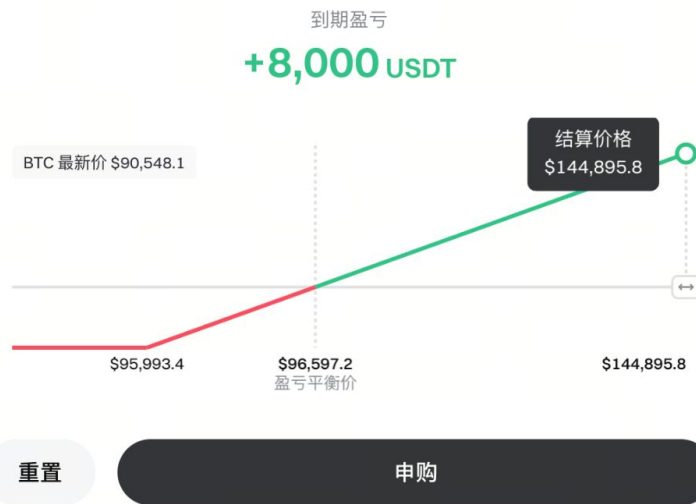 到期盈亏
+8,000 USDT
BTC 最新价 $90,548.1
结算价格
$144,895.8
$95,993.4
$96,597.2
$144,895.8
盈亏平衡价
重置
申购